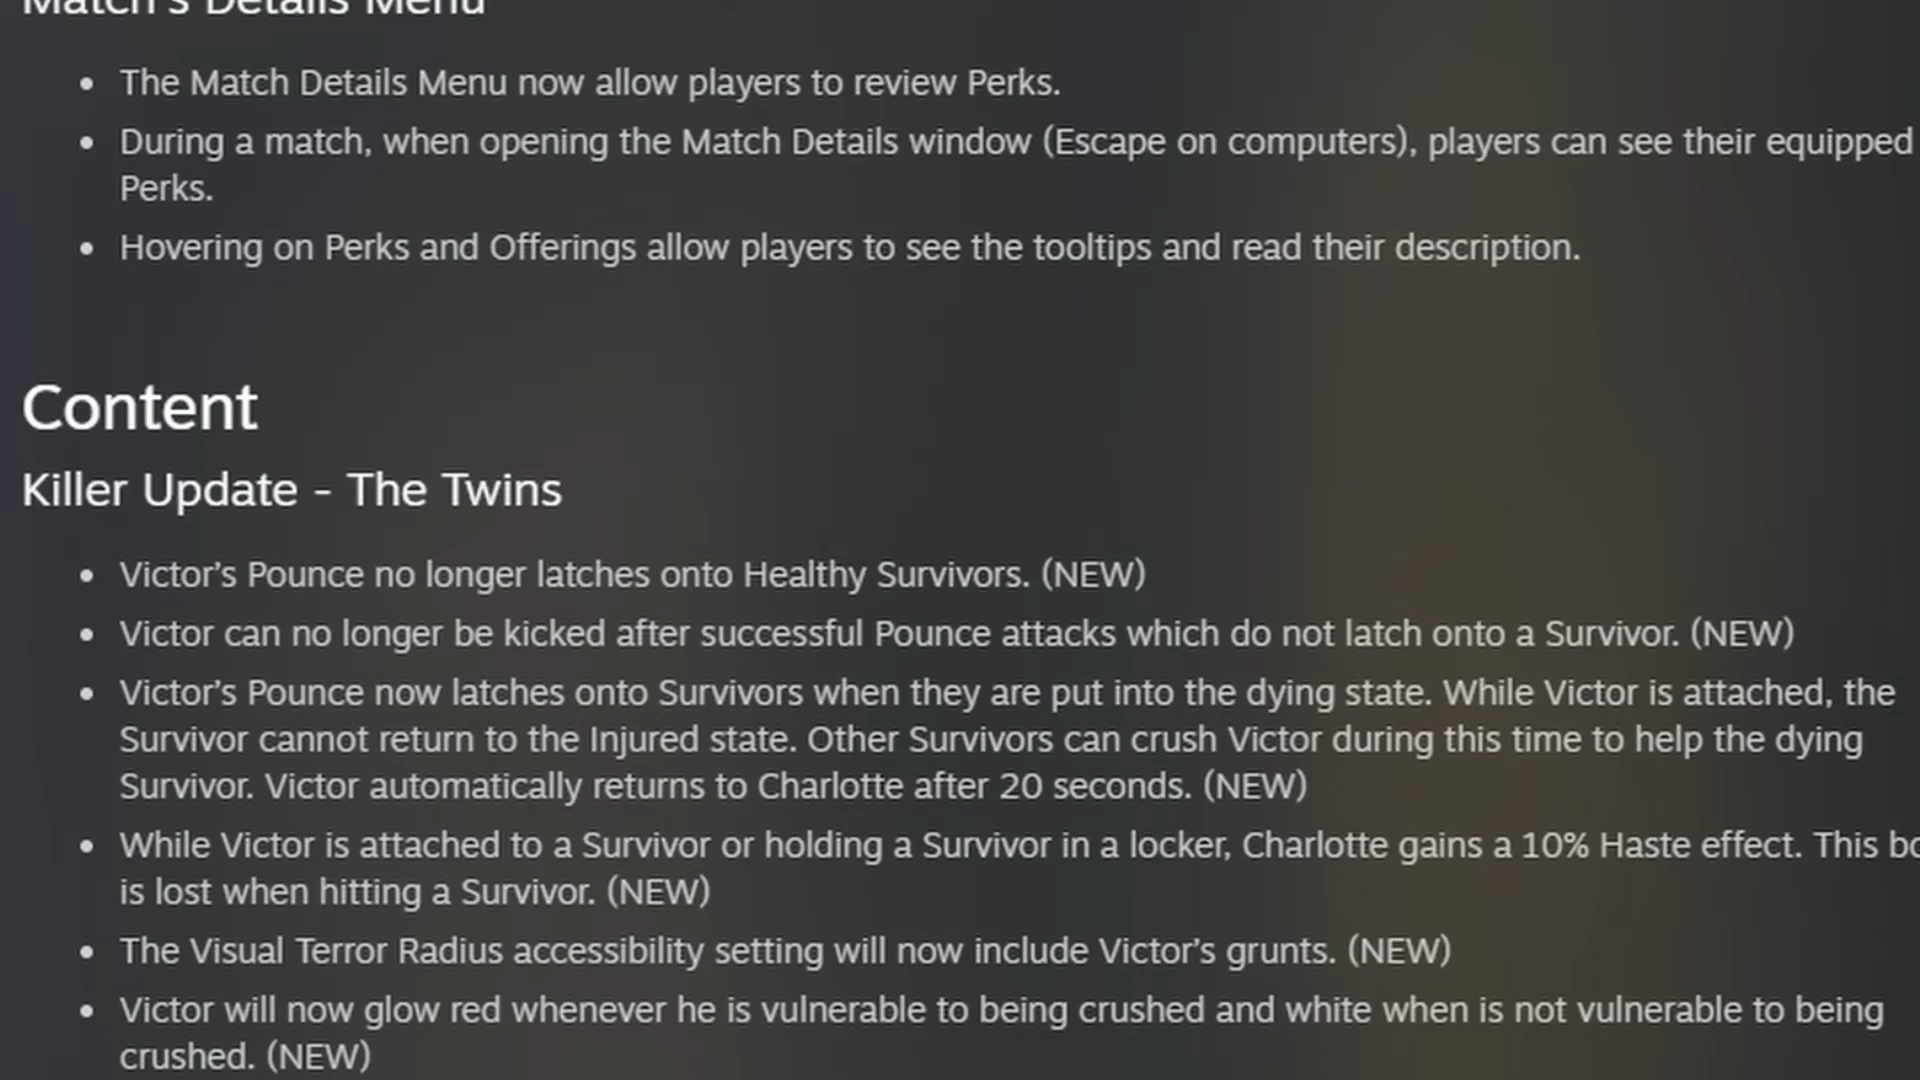 Match's Details Menu
• The Match Details Menu now allow players to review Perks.
• During a match, when opening the Match Details window (Escape on computers), players can see their equipped
Perks.
• Hovering on Perks and Offerings allow players to see the tooltips and read their description.
Content
Killer Update - The Twins
• Victor’s Pounce no longer latches onto Healthy Survivors. (NEW)
• Victor can no longer be kicked after successful Pounce attacks which do not latch onto a Survivor. (NEW)
• Victor’s Pounce now latches onto Survivors when they are put into the dying state. While Victor is attached, the
Survivor cannot return to the Injured state. Other Survivors can crush Victor during this time to help the dying
Survivor. Victor automatically returns to Charlotte after 20 seconds. (NEW)
• While Victor is attached to a Survivor or holding a Survivor in a locker, Charlotte gains a 10% Haste effect. This
is lost when hitting a Survivor. (NEW)
• The Visual Terror Radius accessibility setting will now include Victor’s grunts. (NEW)
• Victor will now glow red whenever he is vulnerable to being crushed and white when is not vulnerable to being
crushed. (NEW)